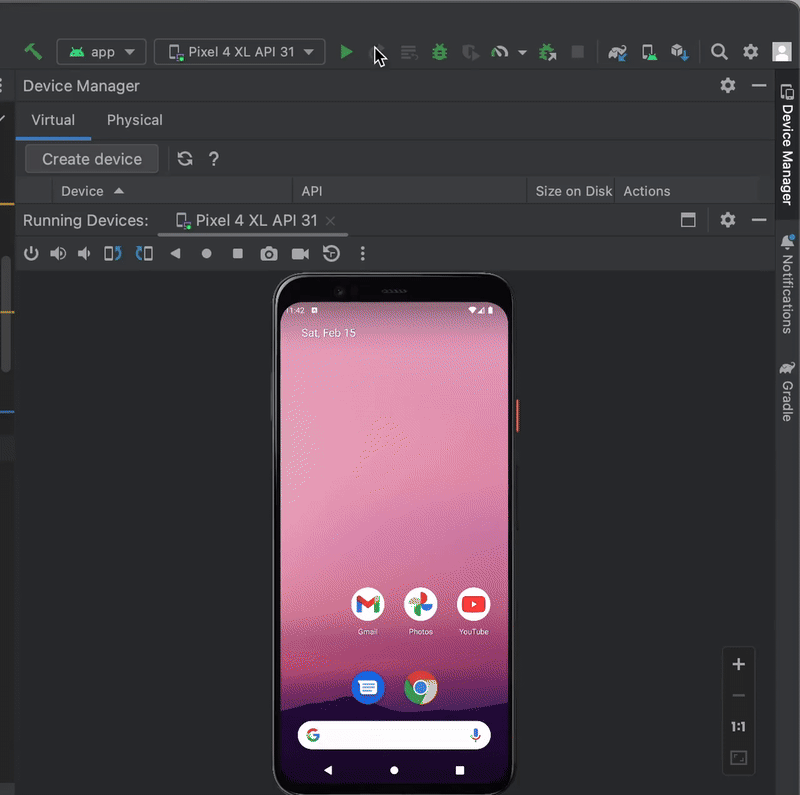 app
Pixel 4 XL API 31
Device Manager
Virtual
Physical
Create device
?
Device
API
Size on Disk
Actions
Running Devices:
Pixel 4 XL API 31
11:42
Sat, Feb 15
Gmail
Photos
YouTube
1:1
Device Manager
Notifications
Gradle